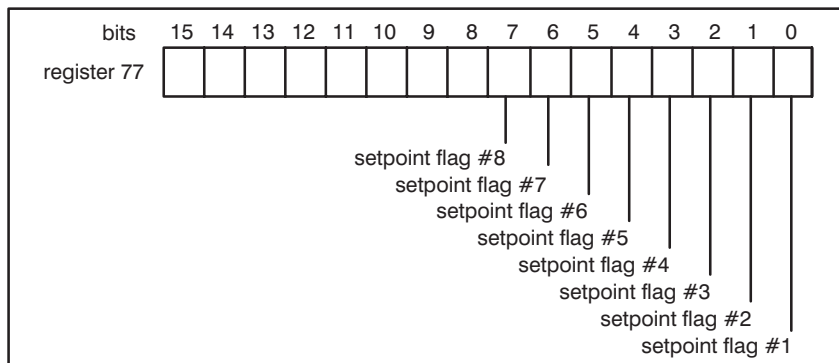 bits 15 14 13 12 11 10 9 8 7 6 5 4 3 2 1 0
register 77
setpoint flag #8
setpoint flag #7
setpoint flag #6
setpoint flag #5
setpoint flag #4
setpoint flag #3
setpoint flag #2
setpoint flag #1